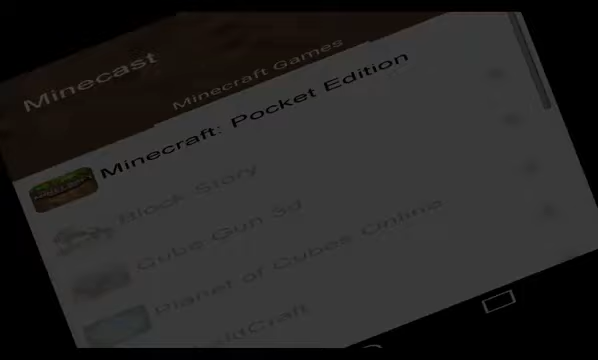 Minecast
Minecraft Games
Minecraft: Pocket Edition
Block Story
Cube Gun 3d
Planet of Cubes Online